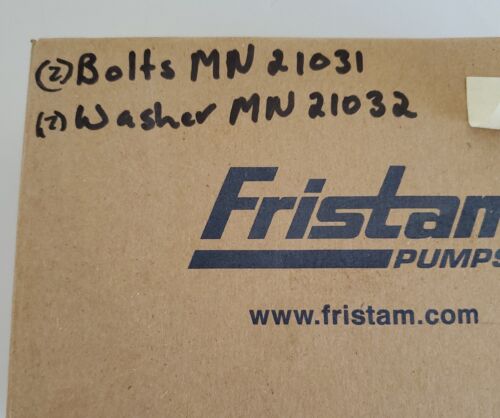 (2) Bolts MN 21031
(2) Washer MN 21032
Fristam
PUMPS
www.fristam.com